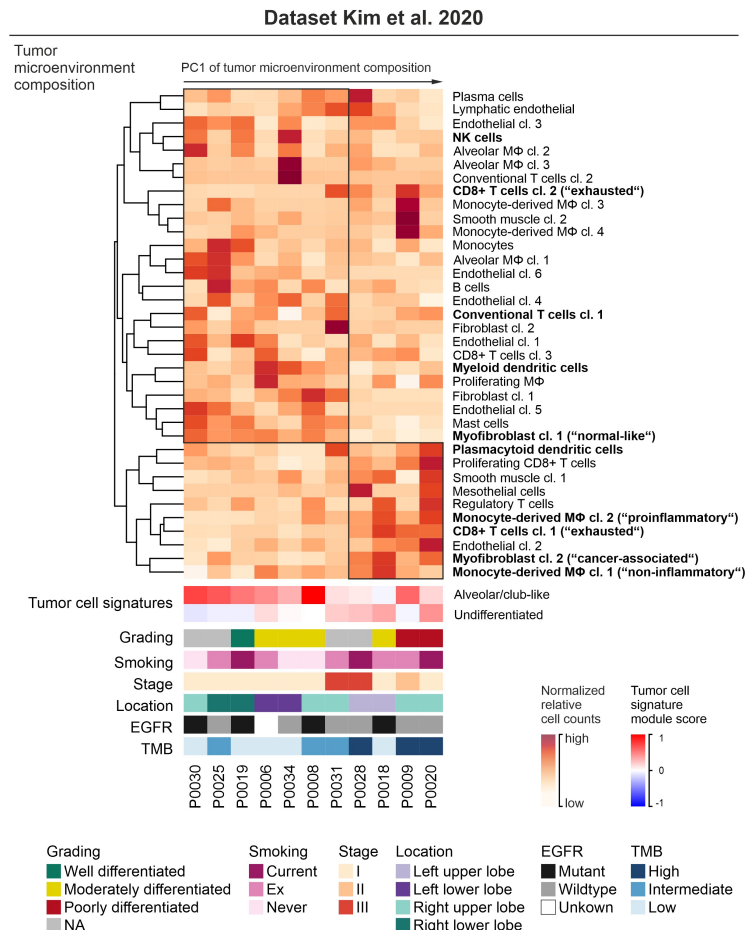 Dataset Kim et al. 2020
Tumor
microenvironment
composition
PC1 of tumor microenvironment composition
Plasma cells
Lymphatic endothelial
Endothelial cl. 3
NK cells
Alveolar MΦ cl. 2
Alveolar MΦ cl. 3
Conventional T cells cl. 2
CD8+ T cells cl. 2 (“exhausted“)
Monocyte-derived MΦ cl. 3
Smooth muscle cl. 2
Monocyte-derived MΦ cl. 4
Monocytes
Alveolar MΦ cl. 1
Endothelial cl. 6
B cells
Endothelial cl. 4
Conventional T cells cl. 1
Fibroblast cl. 2
Endothelial cl. 1
CD8+ T cells cl. 3
Myeloid dendritic cells
Proliferating MΦ
Fibroblast cl. 1
Endothelial cl. 5
Mast cells
Myofibroblast cl. 1 (“normal-like“)
Plasmacytoid dendritic cells
Proliferating CD8+ T cells
Smooth muscle cl. 1
Mesothelial cells
Regulatory T cells
Monocyte-derived MΦ cl. 2 (“proinflammatory“)
CD8+ T cells cl. 1 (“exhausted“)
Endothelial cl. 2
Myofibroblast cl. 2 (“cancer-associated“)
Monocyte-derived MΦ cl. 1 (“non-inflammatory“)
Tumor cell signatures
Alveolar/club-like
Undifferentiated
Grading
Smoking
Stage
Location
EGFR
TMB
P0030
P0025
P0019
P0006
P0034
P0008
P0031
P0028
P0018
P0009
P0020
Normalized
relative
cell counts
high
low
Tumor cell
signature
module score
1
0
-1
Grading
Well differentiated
Moderately differentiated
Poorly differentiated
NA
Smoking
Current
Ex
Never
Stage
I
II
III
Location
Left upper lobe
Left lower lobe
Right upper lobe
Right lower lobe
EGFR
Mutant
Wildtype
Unkown
TMB
High
Intermediate
Low